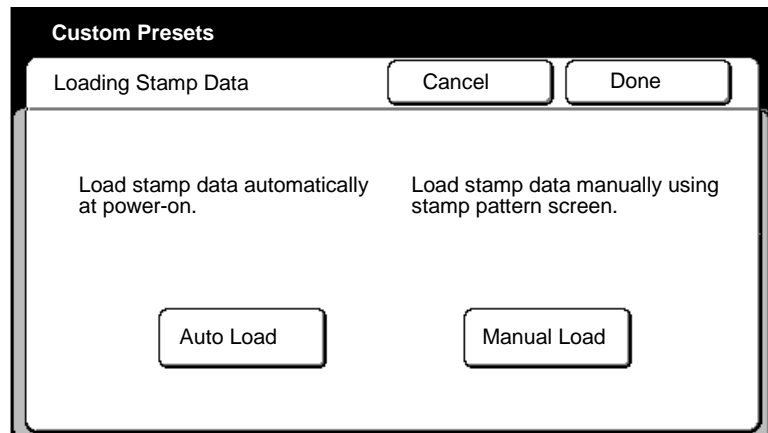 Custom Presets
Loading Stamp Data
Cancel
Done
Load stamp data automatically
at power-on.
Load stamp data manually using
stamp pattern screen.
Auto Load
Manual Load